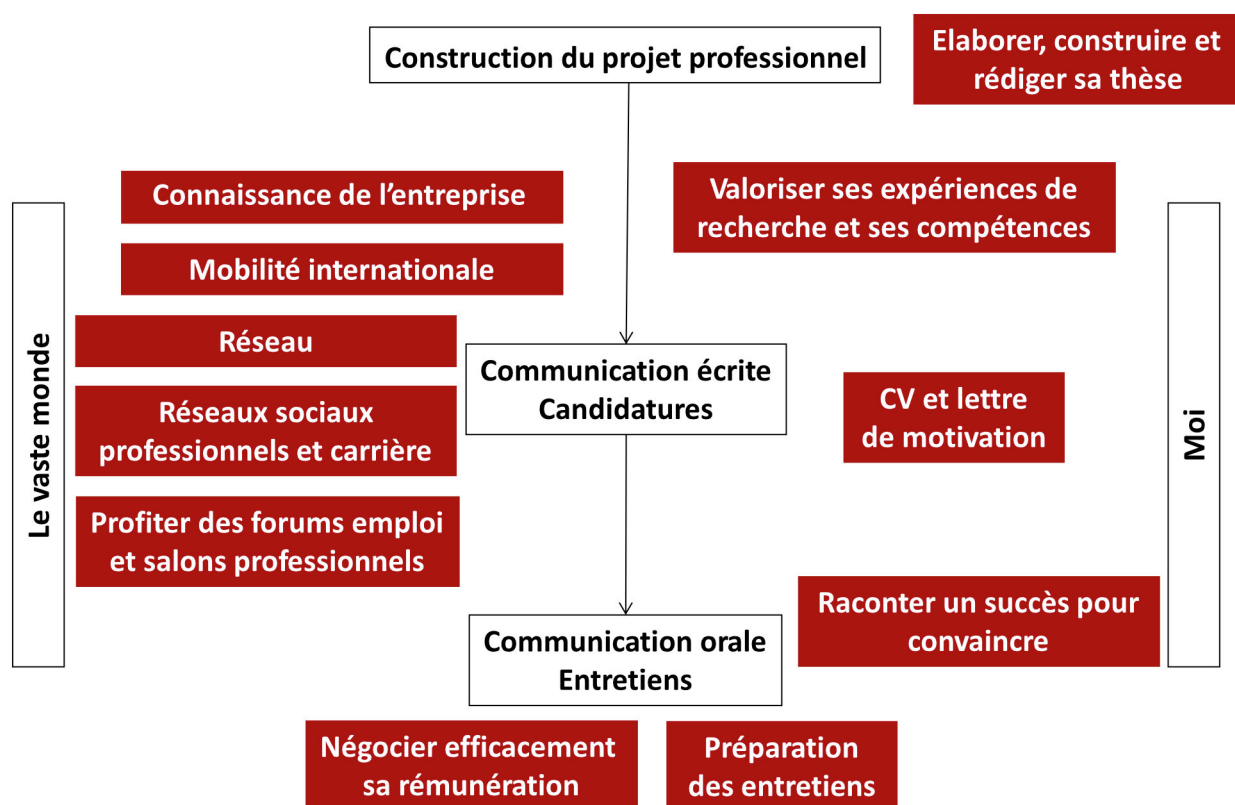 Construction du projet professionnel
Elaborer, construire et
rédiger sa thèse
Connaissance de l’entreprise
Valoriser ses expériences de
recherche et ses compétences
Mobilité internationale
Le vaste monde
Réseau
Communication écrite
Candidatures
Réseaux sociaux
professionnels et carrière
CV et lettre
de motivation
Moi
Profiter des forums emploi
et salons professionnels
Raconter un succès pour
convaincre
Communication orale
Entretiens
Négocier efficacement
sa rémunération
Préparation
des entretiens